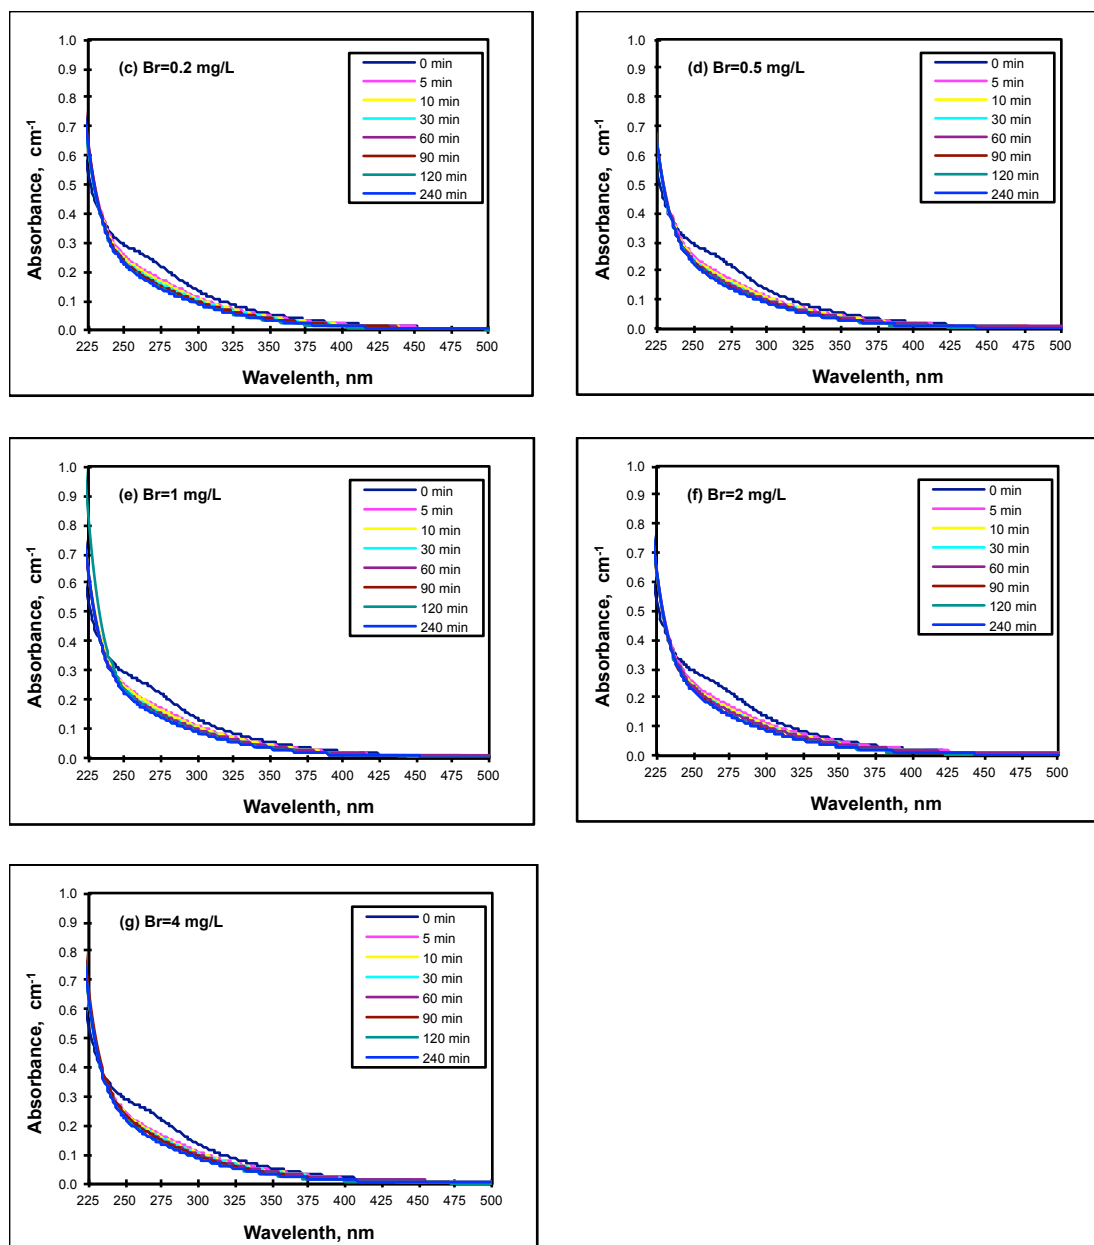 (c) Br=0.2 mg/L
Absorbance, cm-1
1.0
0.9
0.8
0.7
0.6
0.5
0.4
0.3
0.2
0.1
0.0
0 min
5 min
10 min
30 min
60 min
90 min
120 min
240 min
225 250 275 300 325 350 375 400 425 450 475 500
Wavelenth, nm
(d) Br=0.5 mg/L
Absorbance, cm-1
1.0
0.9
0.8
0.7
0.6
0.5
0.4
0.3
0.2
0.1
0.0
0 min
5 min
10 min
30 min
60 min
90 min
120 min
240 min
225 250 275 300 325 350 375 400 425 450 475 500
Wavelenth, nm
(e) Br=1 mg/L
Absorbance, cm-1
1.0
0.9
0.8
0.7
0.6
0.5
0.4
0.3
0.2
0.1
0.0
0 min
5 min
10 min
30 min
60 min
90 min
120 min
240 min
225 250 275 300 325 350 375 400 425 450 475 500
Wavelenth, nm
(f) Br=2 mg/L
Absorbance, cm-1
1.0
0.9
0.8
0.7
0.6
0.5
0.4
0.3
0.2
0.1
0.0
0 min
5 min
10 min
30 min
60 min
90 min
120 min
240 min
225 250 275 300 325 350 375 400 425 450 475 500
Wavelenth, nm
(g) Br=4 mg/L
Absorbance, cm-1
1.0
0.9
0.8
0.7
0.6
0.5
0.4
0.3
0.2
0.1
0.0
0 min
5 min
10 min
30 min
60 min
90 min
120 min
240 min
225 250 275 300 325 350 375 400 425 450 475 500
Wavelenth, nm